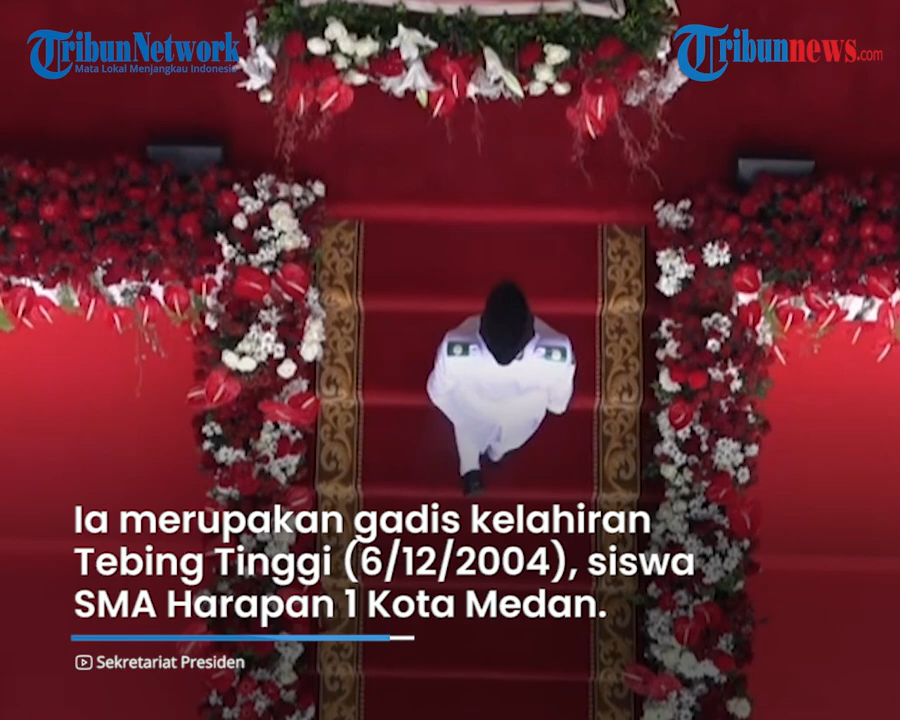 TribunNetwork
Mata Lokal Menjangkau Indonesia
Tribunnews.com
Ia merupakan gadis kelahiran
Tebing Tinggi (6/12/2004), siswa
SMA Harapan 1 Kota Medan.
Sekretariat Presiden